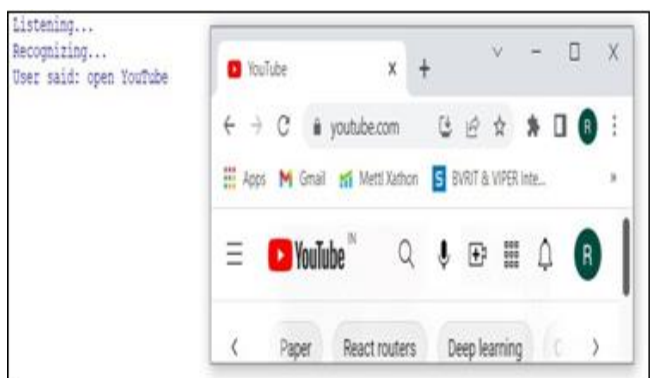 Listening...
Recognizing...
User said: open YouTube
YouTube
youtube.com R
Apps Gmail Mettl Xathon S BVRIT & VIPER Inte...
YouTube IN R
Paper React routers Deep learning